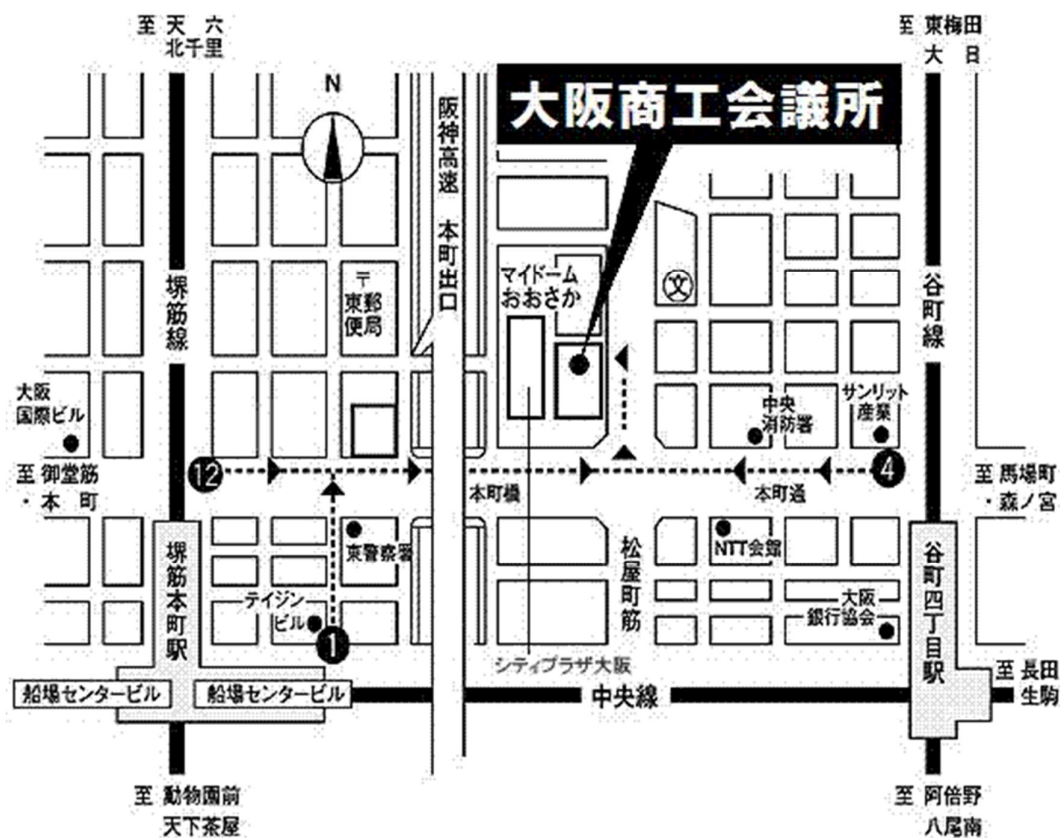 至 天 六
北千里
至 東梅田
大 日
N
大阪商工会議所
阪神高速 本町出口
マイドーム
おおさか
文
〒
東郵
便局
堺筋線
谷町線
大阪
国際ビル
中央
消防署
サンリット
産業
12
4
至 御堂筋
・本 町
本町橋
本町通
至 馬場町
・森ノ宮
東警察署
NTT会館
堺筋本町駅
松屋町筋
谷町四丁目駅
テイジン
ビル
1
大阪
銀行協会
シティプラザ大阪
船場センタービル
船場センタービル
中央線
至 長田
生駒
至 動物園前
天下茶屋
至 阿倍野
八尾南